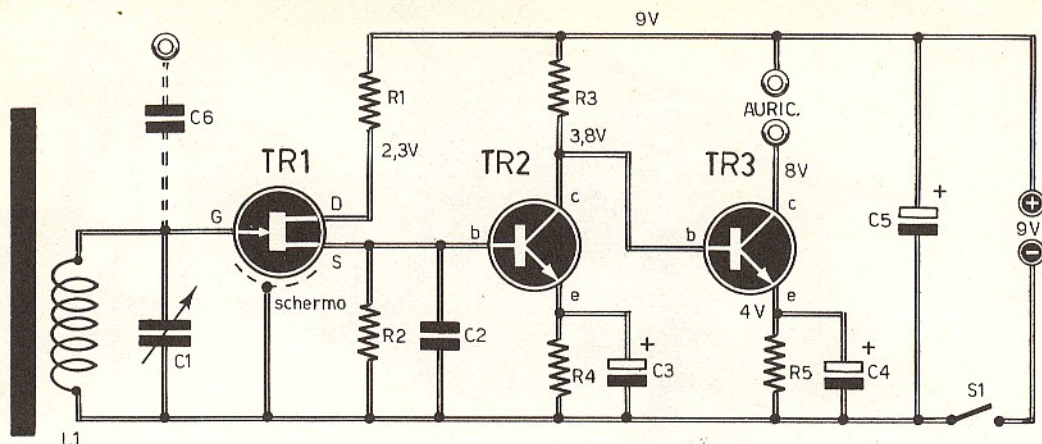 9V
C6
R1
R3
AURIC.
TR1
2,3V
TR2
3,8V
TR3
8V
D
G
S
c
b
e
c
b
e
4V
schermo
C5
+
+
9V
−
C1
R2
C2
R4
+
C3
R5
+
C4
S1
L1